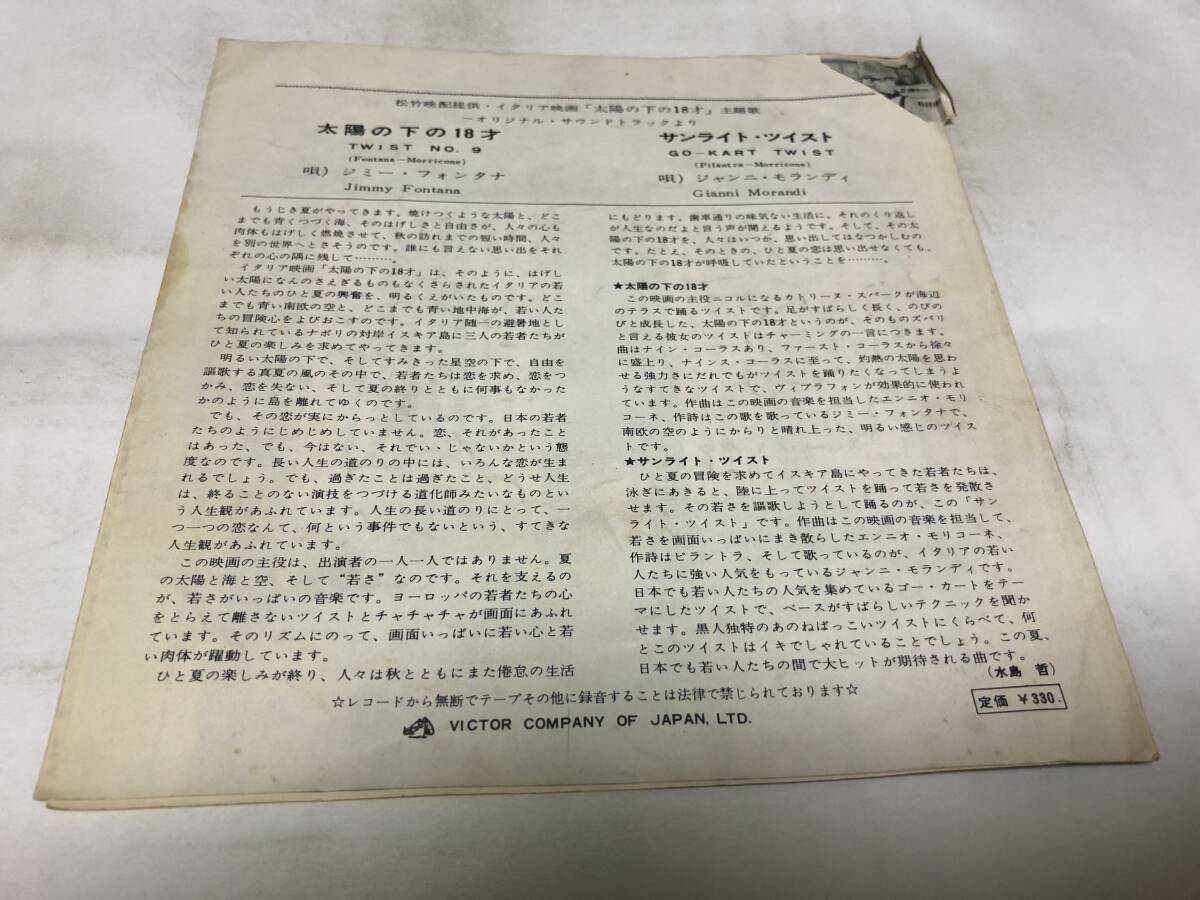 松竹映配提供・イタリア映画「太陽の下の18才」主題歌
―オリジナル・サウンドトラックより
太陽の下の18才
TWIST NO. 9
(Fontana－Morricone)
唄） ジミー・フォンタナ
Jimmy Fontana
サンライト・ツイスト
GO-KART TWIST
(Pilantra－Morricone)
唄） ジャンニ・モランディ
Gianni Morandi
もうじき夏がやってきます。焼けつくような太陽と、どこ
までも青くつづく海、そのはげしさと自由さが、人々の心も
肉体もはげしく燃焼させて、秋の訪れまでの短い時間、人々
を別の世界へとさそうのです。誰にも言えない思い出をそれ
ぞれの心の隅に残して………。
イタリア映画「太陽の下の18才」は、そのように、はげし
い太陽になんのさえぎるものもなくさらされたイタリアの若
い人たちのひと夏の興奮を、明るくえがいたものです。どこ
までも青い南欧の空と、どこまでも青い地中海が、若い人た
ちの冒険心をよびおこすのです。イタリア随一の避暑地とし
て知られているナポリの対岸イスキア島に三人の若者たちが
ひと夏の楽しみを求めてやってきます。
明るい太陽の下で、そしてすみきった星空の下で、自由を
謳歌する真夏の風のその中で、若者たちは恋を求め、恋をつ
かみ、恋を失ない、そして夏の終りとともに何事もなかった
かのように島を離れてゆくのです。
でも、その恋が実にからっとしているのです。日本の若者
たちのようにじめじめしていません。恋、それがあったこと
はあった、でも、今はない、それでいゝじゃないかという態
度なのです。長い人生の道のりの中には、いろんな恋が生ま
れるでしょう。でも、過ぎたことは過ぎたこと、どうせ人生
は、終ることのない演技をつづける道化師みたいなものとい
う人生観があふれています。人生の長い道のりにとって、一
つ一つの恋なんて、何という事件でもないという、すてきな
人生観があふれています。
この映画の主役は、出演者の一人一人ではありません。夏
の太陽と海と空、そして“若さ”なのです。それを支えるの
が、若さがいっぱいの音楽です。ヨーロッパの若者たちの心
をとらえて離さないツイストとチャチャチャが画面にあふれ
ています。そのリズムにのって、画面いっぱいに若い心と若
い肉体が躍動しています。
ひと夏の楽しみが終り、人々は秋とともにまた倦怠の生活
にもどります。歯車通りの味気ない生活に。それのくり返し
が人生なのだよと言う声が聞えるようです。そして、その太
陽の下の18才を、人々はいつか、思い出してはなつかしむの
です。たとえ、そのときの、ひと夏の恋は思い出せなくても、
太陽の下の18才が呼吸していたということを………。
★太陽の下の18才
この映画の主役ニコルになるカトリーヌ・スパークが海辺
のテラスで踊るツイストです。足がすばらしく長く、のびの
びと成長した、太陽の下の18才というのが、そのものズバリ
と言える彼女のツイストはチャーミングの一言につきます。
曲はナイン・コーラスあり、ファースト・コーラスから徐々
に盛上り、ナインス・コーラスに至って、灼熱の太陽を思わ
せる強力さにだれでもがツイストを踊りたくなってしまうよ
うなすてきなツイストで、ヴィブラフォンが効果的に使われ
ています。作曲はこの映画の音楽を担当したエンニオ・モリ
コーネ、作詩はこの歌を歌っているジミー・フォンタナで、
南欧の空のようにからりと晴れ上った、明るい感じのツイス
トです。
★サンライト・ツイスト
ひと夏の冒険を求めてイスキア島にやってきた若者たちは、
泳ぎにあきると、陸に上ってツイストを踊って若さを発散さ
せます。その若さを謳歌しようとして踊るのが、この「サン
ライト・ツイスト」です。作曲はこの映画の音楽を担当して、
若さを画面いっぱいにまき散らしたエンニオ・モリコーネ、
作詩はピラントラ、そして歌っているのが、イタリアの若い
人たちに強い人気をもっているジャンニ・モランディです。
日本でも若い人たちの人気を集めているゴー・カートをテー
マにしたツイストで、ベースがすばらしいテクニックを聞か
せます。黒人独特のあのねばっこいツイストにくらべて、何
とこのツイストはイキでしゃれていることでしょう。この夏、
日本でも若い人たちの間で大ヒットが期待される曲です。
（水島 哲）
☆レコードから無断でテープその他に録音することは法律で禁じられております☆
定価 ¥330.
VICTOR COMPANY OF JAPAN, LTD.